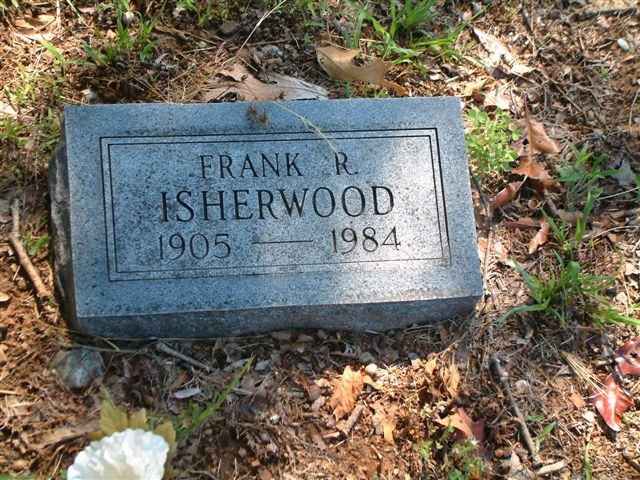 FRANK R.
ISHERWOOD
1905 — 1984